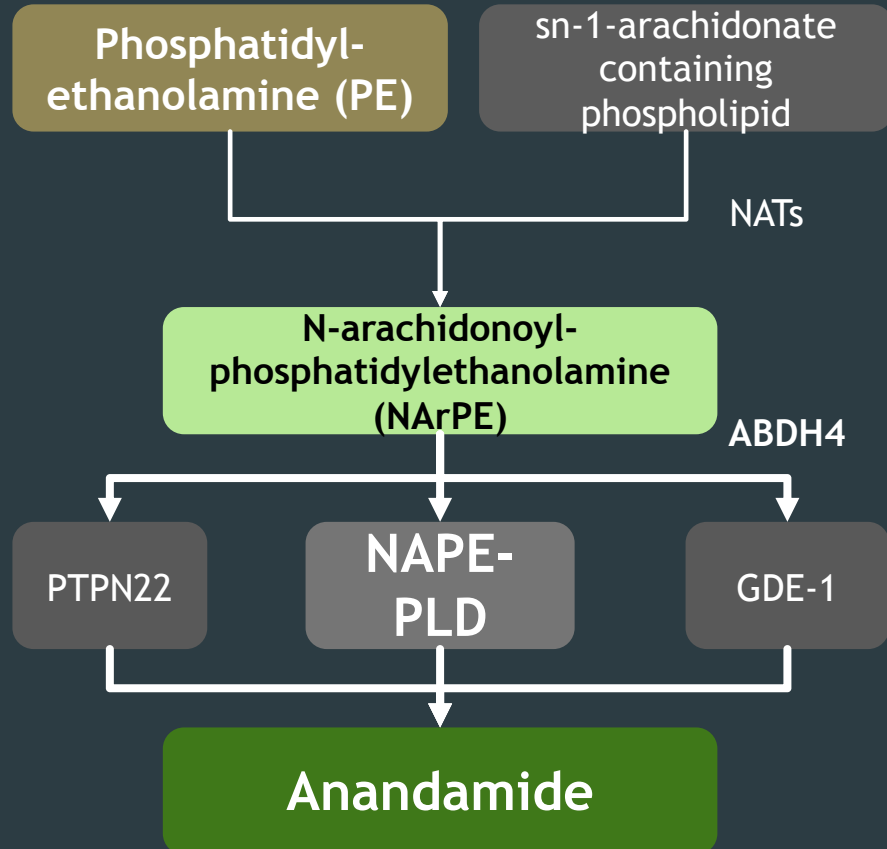 Phosphatidyl-
ethanolamine (PE)
sn-1-arachidonate
containing
phospholipid
NATs
N-arachidonoyl-
phosphatidylethanolamine
(NArPE)
ABDH4
PTPN22
NAPE-
PLD
GDE-1
Anandamide